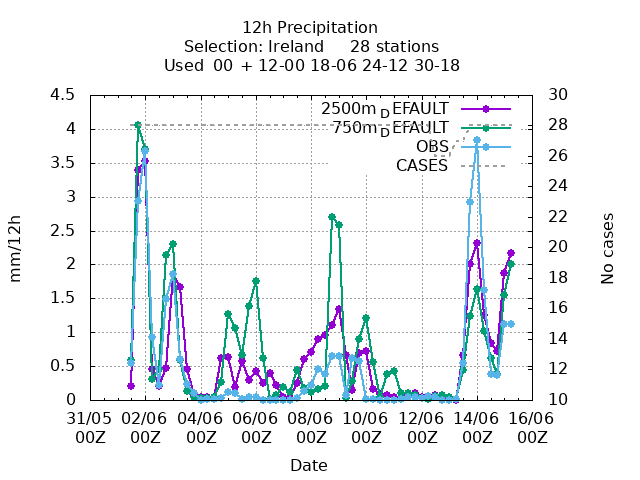 12h Precipitation
Selection: Ireland 28 stations
Used 00 + 12-00 18-06 24-12 30-18
4.5
4
3.5
3
2.5
2
1.5
1
0.5
0
30
28
26
24
22
20
18
16
14
12
10
2500m_DEFAULT
750m_DEFAULT
OBS
CASES
mm/12h
No cases
31/05 02/06 04/06 06/06 08/06 10/06 12/06 14/06 16/06
00Z 00Z 00Z 00Z 00Z 00Z 00Z 00Z 00Z
Date